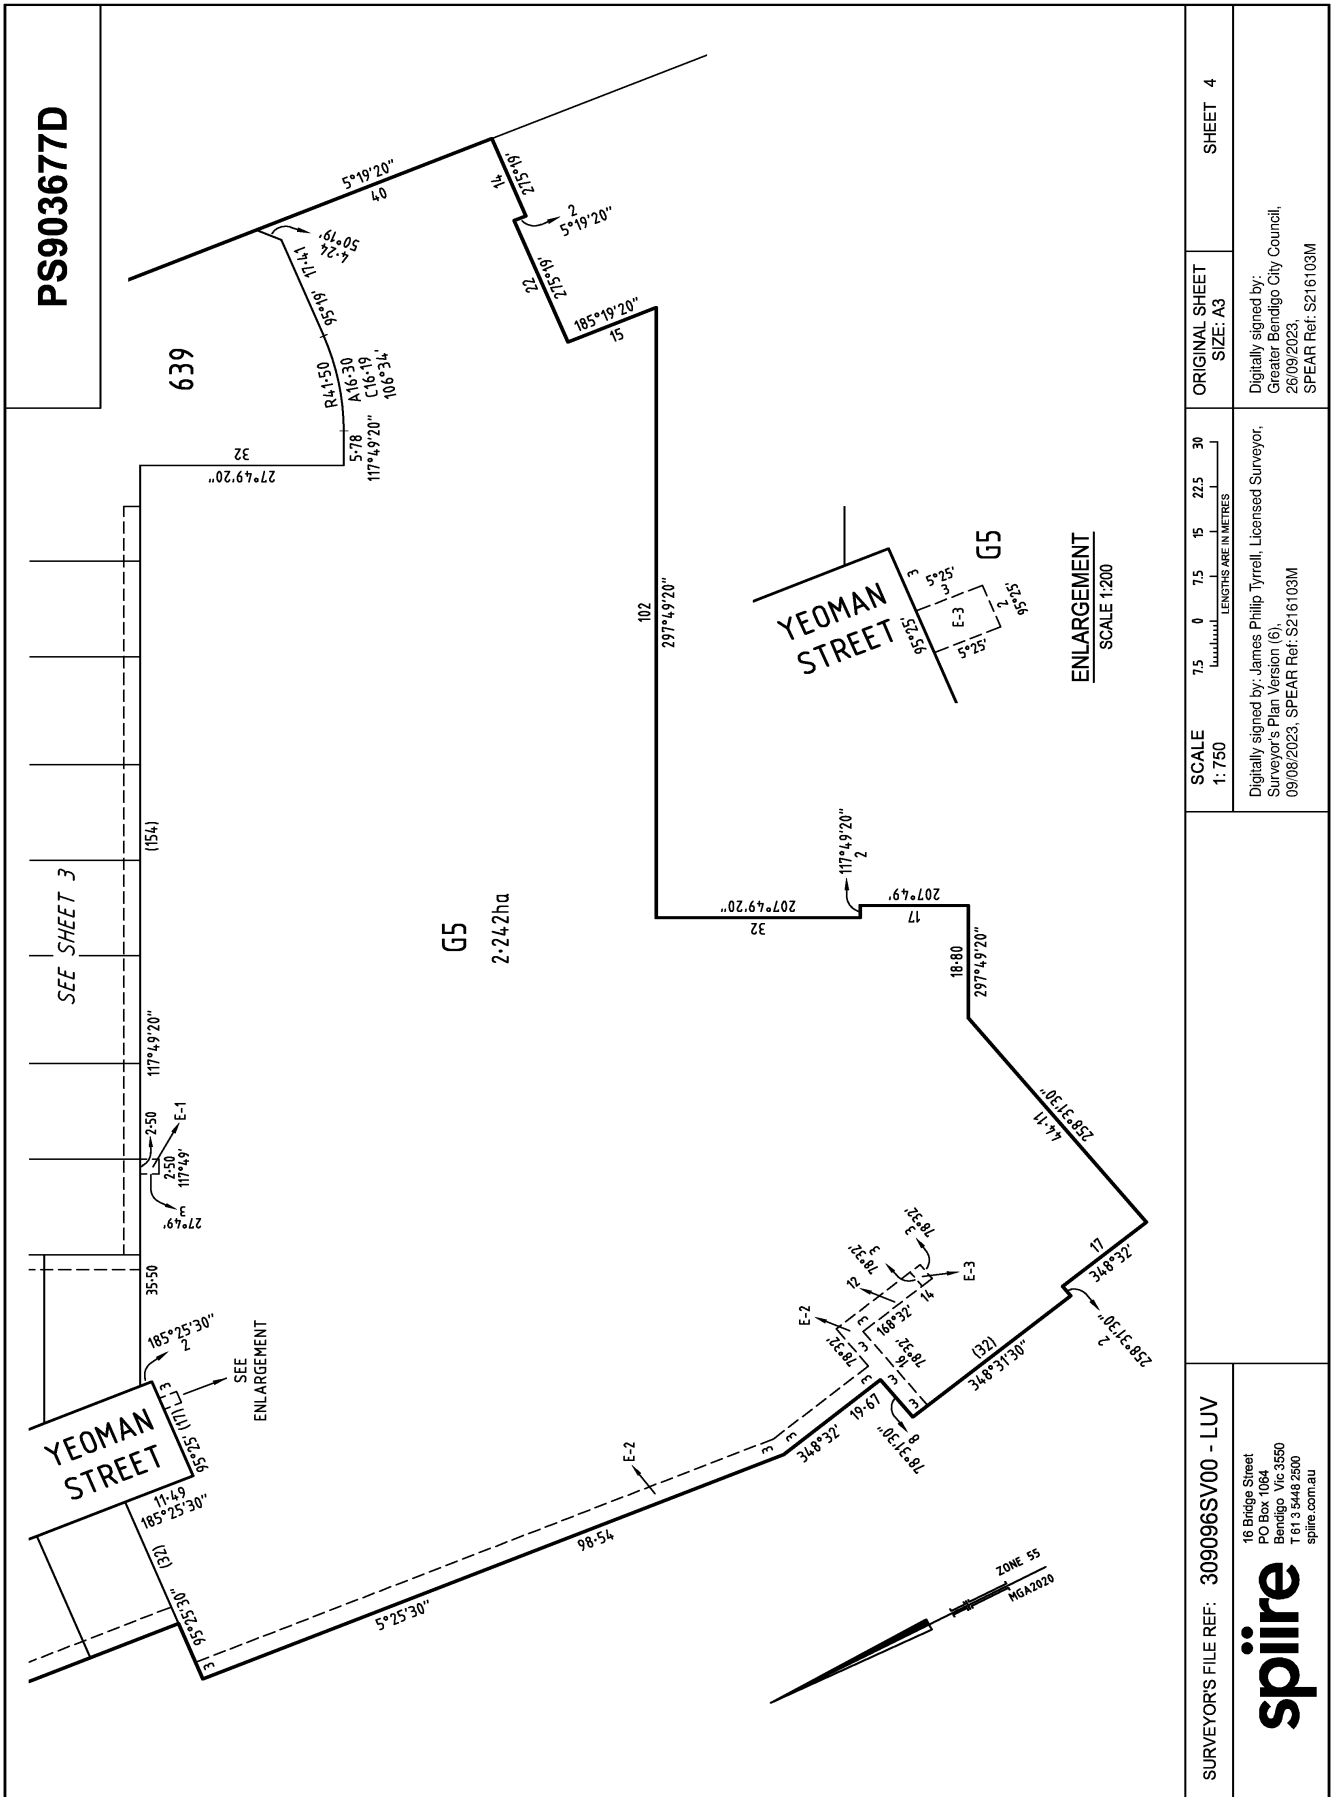 PS903677D
SEE SHEET 3
639
5°19'20"
40
4·24
50°19'
17·41
95°19'
R41·50
A16·30
C16·19
106°34'
5·78
117°49'20"
32
27°49'20"
14
275°19'
2
5°19'20"
22
275°19'
185°19'20"
15
102
297°49'20"
(154)
117°49'20"
2·50
E-1
2·50
117°49'
3
27°49'
35·50
185°25'30"
2
SEE
ENLARGEMENT
YEOMAN
STREET
3
95°25' (17)
11·49
185°25'30"
(32)
95°25'30"
3
G5
2·242ha
32
207°49'20"
117°49'20"
2
207°49'
17
18·80
297°49'20"
44·11
258°31'30"
17
348°32'
258°31'30"
2
(32)
348°31'30"
78°31'30"
8
19·67
348°32'
98·54
5°25'30"
E-2
3
3
3
3
3
78°32'
16
78°32'
3
3
E-2
168°32'
12
14
78°32'
3
78°32'
3
E-3
YEOMAN
STREET
95°25'
3
5°25'
3
E-3
5°25'
2
95°25'
G5
ENLARGEMENT
SCALE 1:200
ZONE 55
MGA2020
SURVEYOR'S FILE REF: 309096SV00 - LUV
spiire
16 Bridge Street
PO Box 1064
Bendigo Vic 3550
T 61 3 5448 2500
spiire.com.au
SCALE
1: 750
7.5 0 7.5 15 22.5 30
LENGTHS ARE IN METRES
ORIGINAL SHEET
SIZE: A3
SHEET 4
Digitally signed by: James Philip Tyrrell, Licensed Surveyor,
Surveyor's Plan Version (6),
09/08/2023, SPEAR Ref: S216103M
Digitally signed by:
Greater Bendigo City Council,
26/09/2023,
SPEAR Ref: S216103M